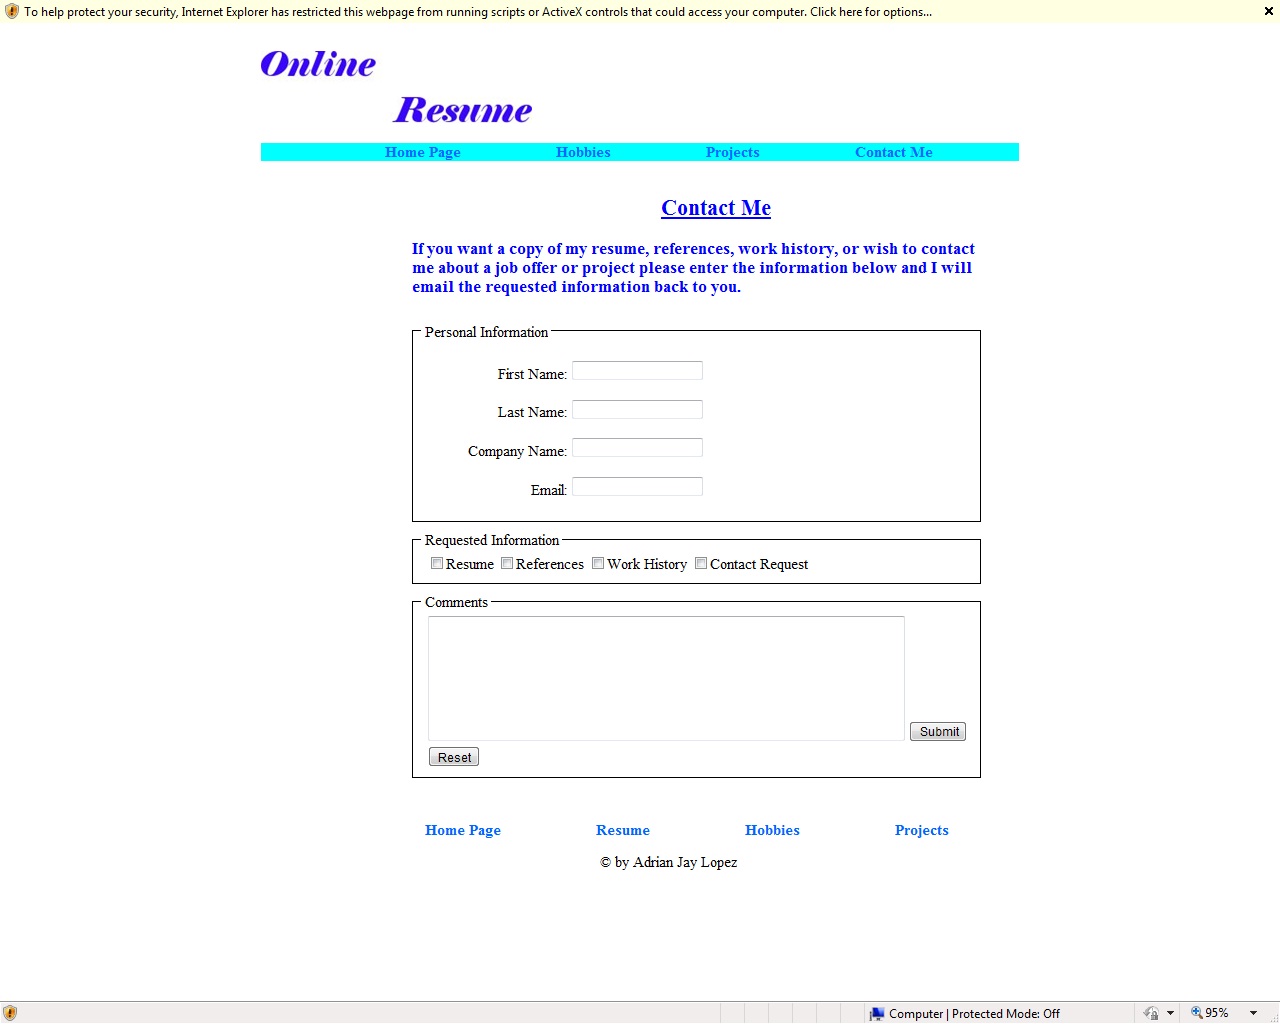 To help protect your security, Internet Explorer has restricted this webpage from running scripts or ActiveX controls that could access your computer. Click here for options...
Online
Resume
Home Page Hobbies Projects Contact Me
Contact Me
If you want a copy of my resume, references, work history, or wish to contact
me about a job offer or project please enter the information below and I will
email the requested information back to you.
Personal Information
First Name:
Last Name:
Company Name:
Email:
Requested Information
Resume References Work History Contact Request
Comments
Submit
Reset
Home Page Resume Hobbies Projects
© by Adrian Jay Lopez
Computer | Protected Mode: Off 95%